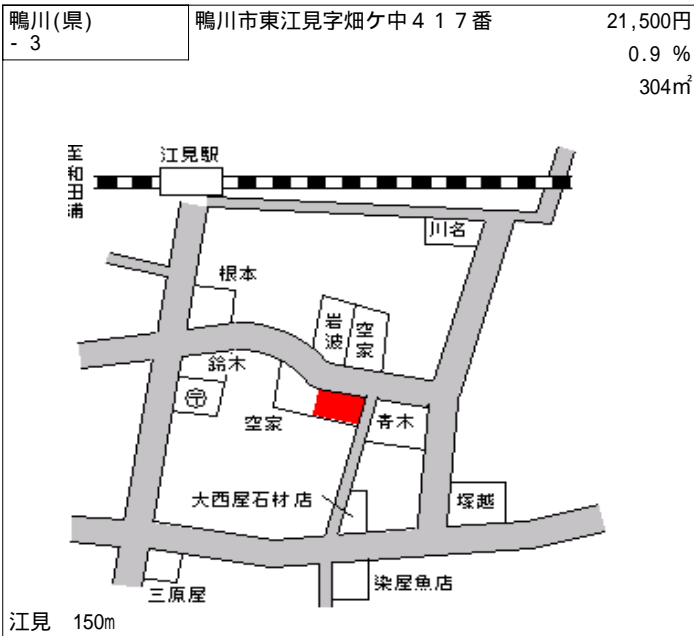 鴨川(県)
- 3
鴨川市東江見字畑ケ中４１７番
21,500円
0.9 %
304㎡
至和田浦
江見駅
川名
根本
岩波
空家
鈴木
〶
空家
青木
大西屋石材店
塚越
三原屋
染屋魚店
江見　150m